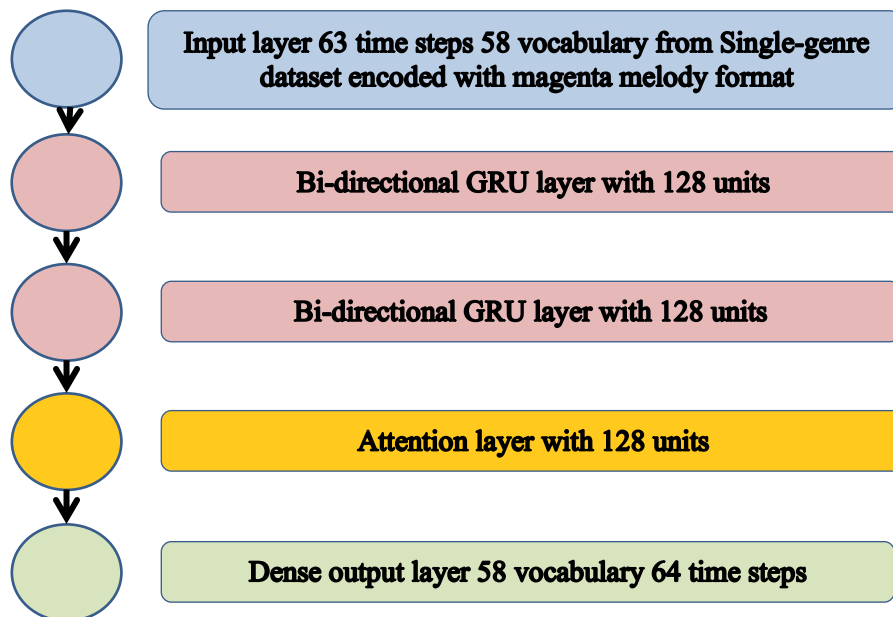 Input layer 63 time steps 58 vocabulary from Single-genre
dataset encoded with magenta melody format
Bi-directional GRU layer with 128 units
Bi-directional GRU layer with 128 units
Attention layer with 128 units
Dense output layer 58 vocabulary 64 time steps